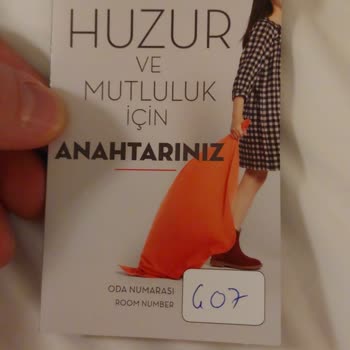 HUZUR
VE
MUTLULUK
İÇİN
ANAHTARINIZ
ODA NUMARASI
ROOM NUMBER
607